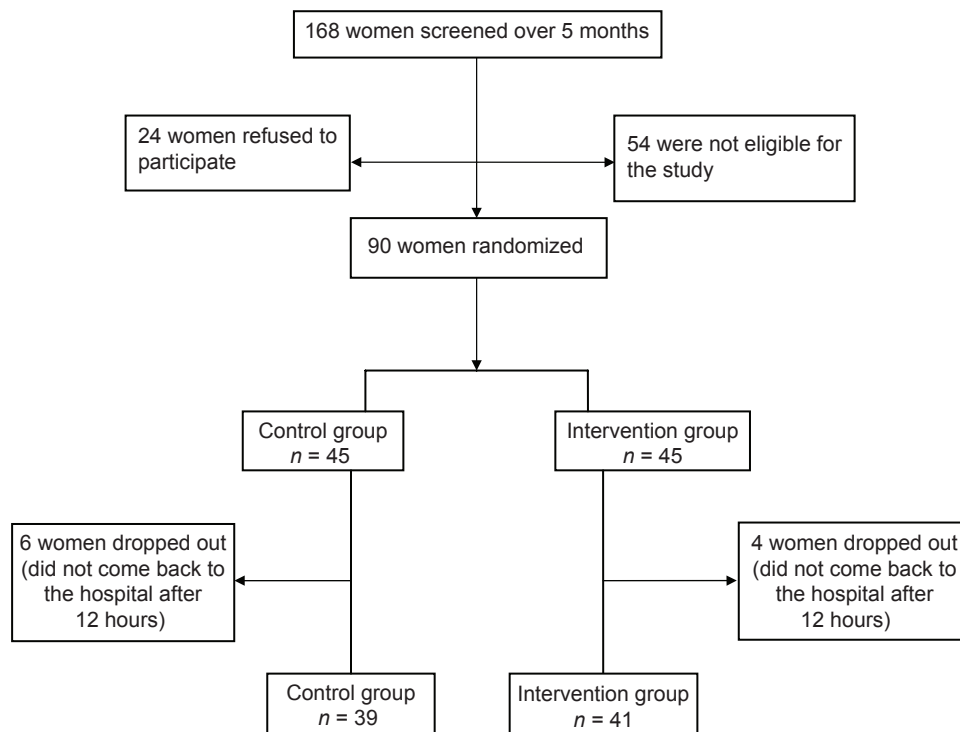 168 women screened over 5 months
24 women refused to
participate
54 were not eligible for
the study
90 women randomized
Control group
n = 45
Intervention group
n = 45
6 women dropped out
(did not come back to
the hospital after
12 hours)
4 women dropped out
(did not come back to
the hospital after
12 hours)
Control group
n = 39
Intervention group
n = 41